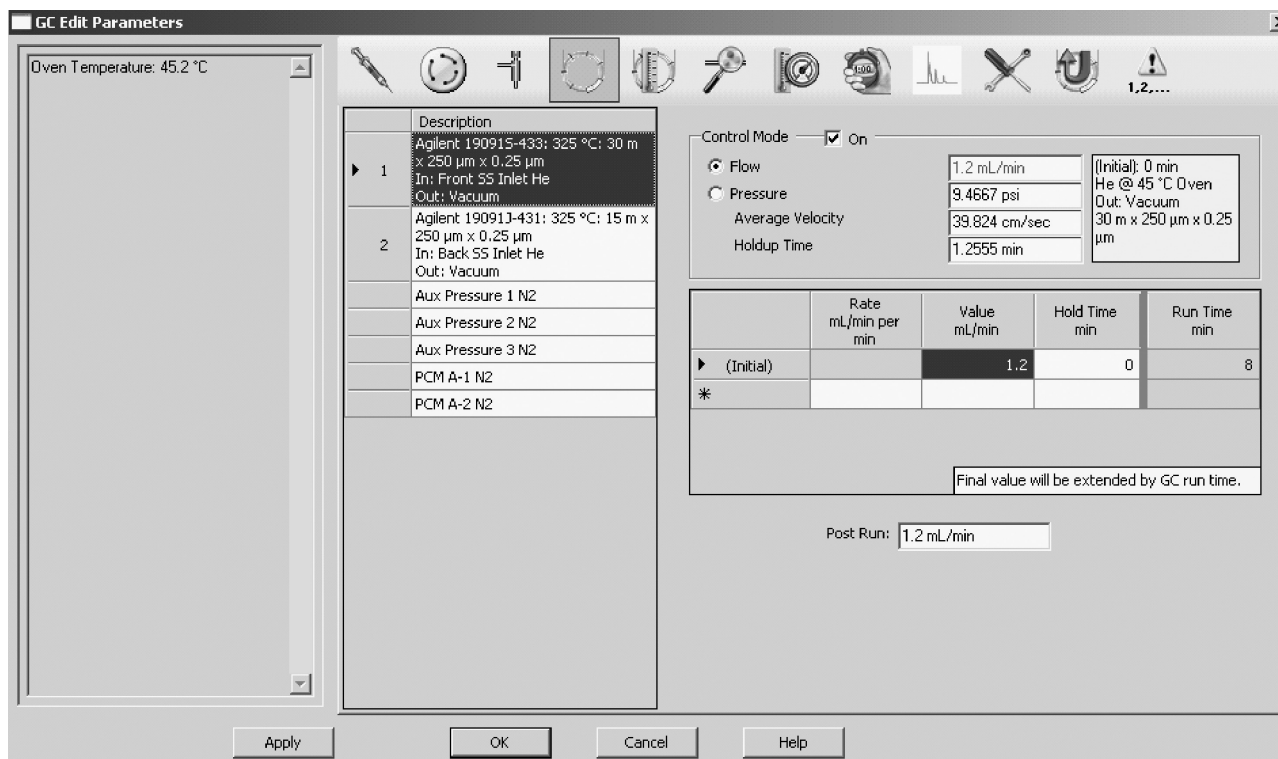 GC Edit Parameters
Oven Temperature: 45.2 °C
1:00
1,2,...
Description
1
Agilent 19091S-433: 325 °C: 30 m
x 250 µm x 0.25 µm
In: Front SS Inlet He
Out: Vacuum
2
Agilent 19091J-431: 325 °C: 15 m x
250 µm x 0.25 µm
In: Back SS Inlet He
Out: Vacuum
Aux Pressure 1 N2
Aux Pressure 2 N2
Aux Pressure 3 N2
PCM A-1 N2
PCM A-2 N2
Control Mode On
Flow 1.2 mL/min
Pressure 9.4667 psi
Average Velocity 39.824 cm/sec
Holdup Time 1.2555 min
(Initial): 0 min
He @ 45 °C Oven
Out: Vacuum
30 m x 250 µm x 0.25
µm
Rate
mL/min per
min
Value
mL/min
Hold Time
min
Run Time
min
(Initial) 1.2 0 8
*
Final value will be extended by GC run time.
Post Run: 1.2 mL/min
Apply OK Cancel Help